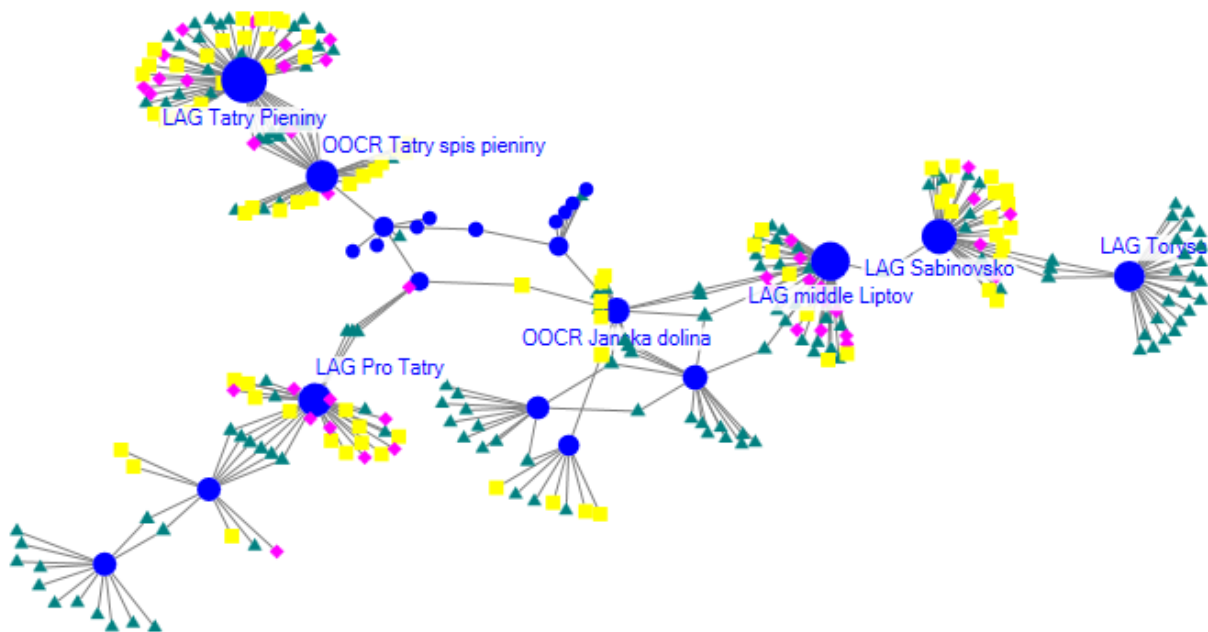 LAG Tatry Pieniny
OOCR Tatry spis pieniny
LAG Torysa
LAG Sabinovsko
LAG middle Liptov
OOCR Janska dolina
LAG Pro Tatry